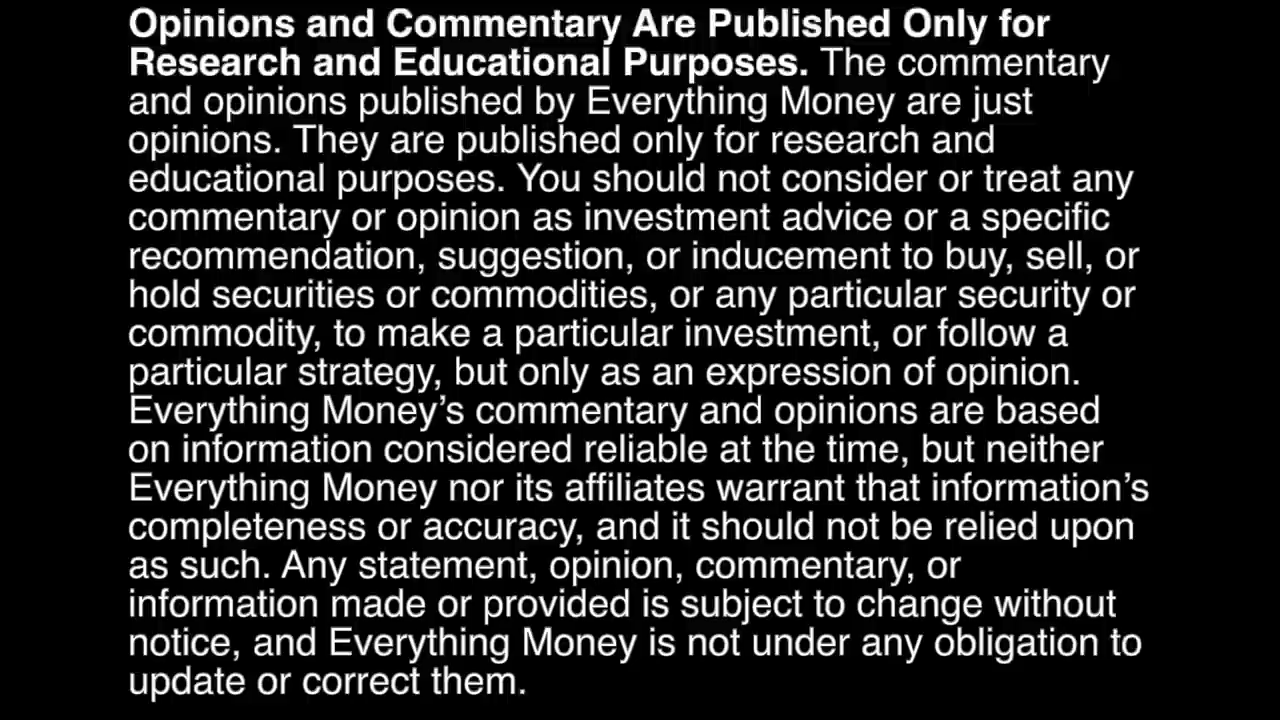 Opinions and Commentary Are Published Only for
Research and Educational Purposes. The commentary
and opinions published by Everything Money are just
opinions. They are published only for research and
educational purposes. You should not consider or treat any
commentary or opinion as investment advice or a specific
recommendation, suggestion, or inducement to buy, sell, or
hold securities or commodities, or any particular security or
commodity, to make a particular investment, or follow a
particular strategy, but only as an expression of opinion.
Everything Money’s commentary and opinions are based
on information considered reliable at the time, but neither
Everything Money nor its affiliates warrant that information’s
completeness or accuracy, and it should not be relied upon
as such. Any statement, opinion, commentary, or
information made or provided is subject to change without
notice, and Everything Money is not under any obligation to
update or correct them.